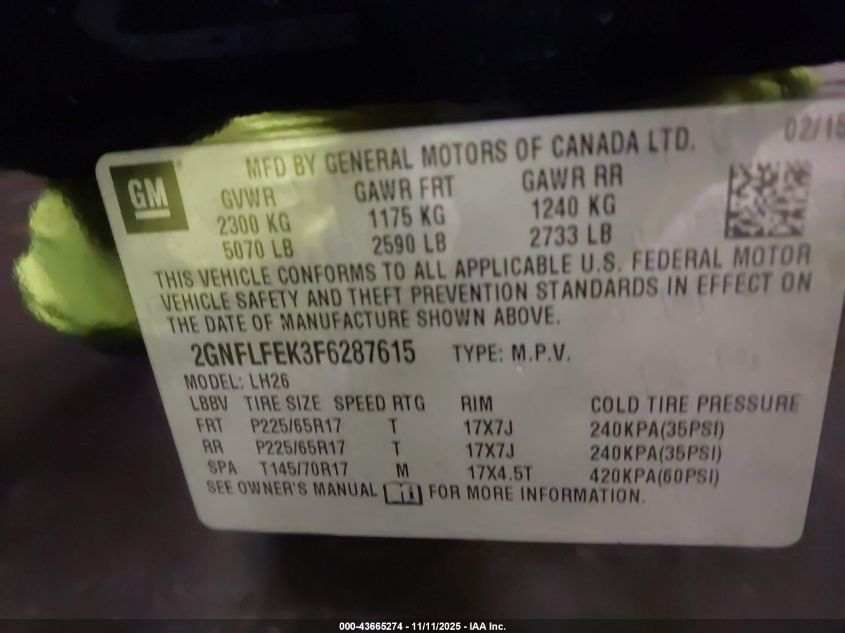 02/15
GM
MFD BY GENERAL MOTORS OF CANADA LTD.
GVWR GAWR FRT GAWR RR
2300 KG 1175 KG 1240 KG
5070 LB 2590 LB 2733 LB
THIS VEHICLE CONFORMS TO ALL APPLICABLE U.S. FEDERAL MOTOR
VEHICLE SAFETY AND THEFT PREVENTION STANDARDS IN EFFECT ON
THE DATE OF MANUFACTURE SHOWN ABOVE.
2GNFLFEK3F6287615 TYPE: M.P.V.
MODEL: LH26
LBBV TIRE SIZE SPEED RTG RIM COLD TIRE PRESSURE
FRT P225/65R17 T 17X7J 240KPA(35PSI)
RR P225/65R17 T 17X7J 240KPA(35PSI)
SPA T145/70R17 M 17X4.5T 420KPA(60PSI)
SEE OWNER'S MANUAL FOR MORE INFORMATION.
000-43665274 - 11/11/2025 - IAA Inc.